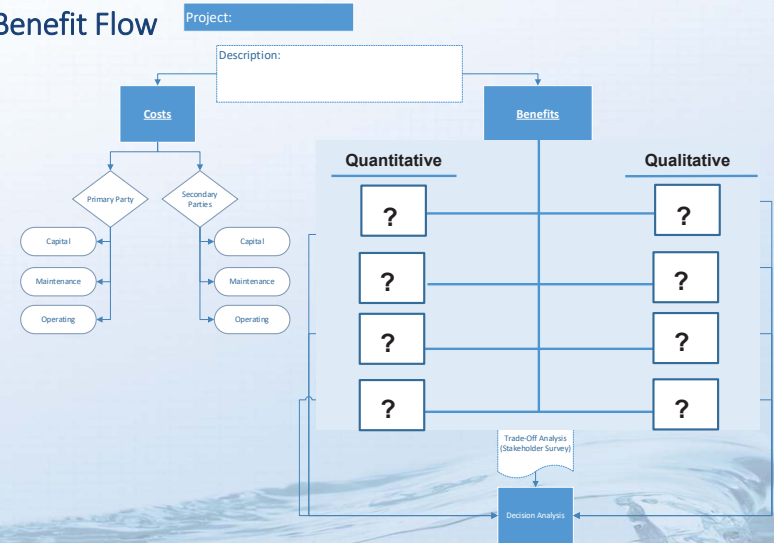 Benefit Flow
Project:
Description:
Costs
Benefits
Quantitative
Qualitative
Primary Party
Secondary
Parties
?
?
Capital
Capital
Maintenance
Maintenance
?
?
Operating
Operating
?
?
?
?
Trade-Off Analysis
(Stakeholder Survey)
Decision Analysis